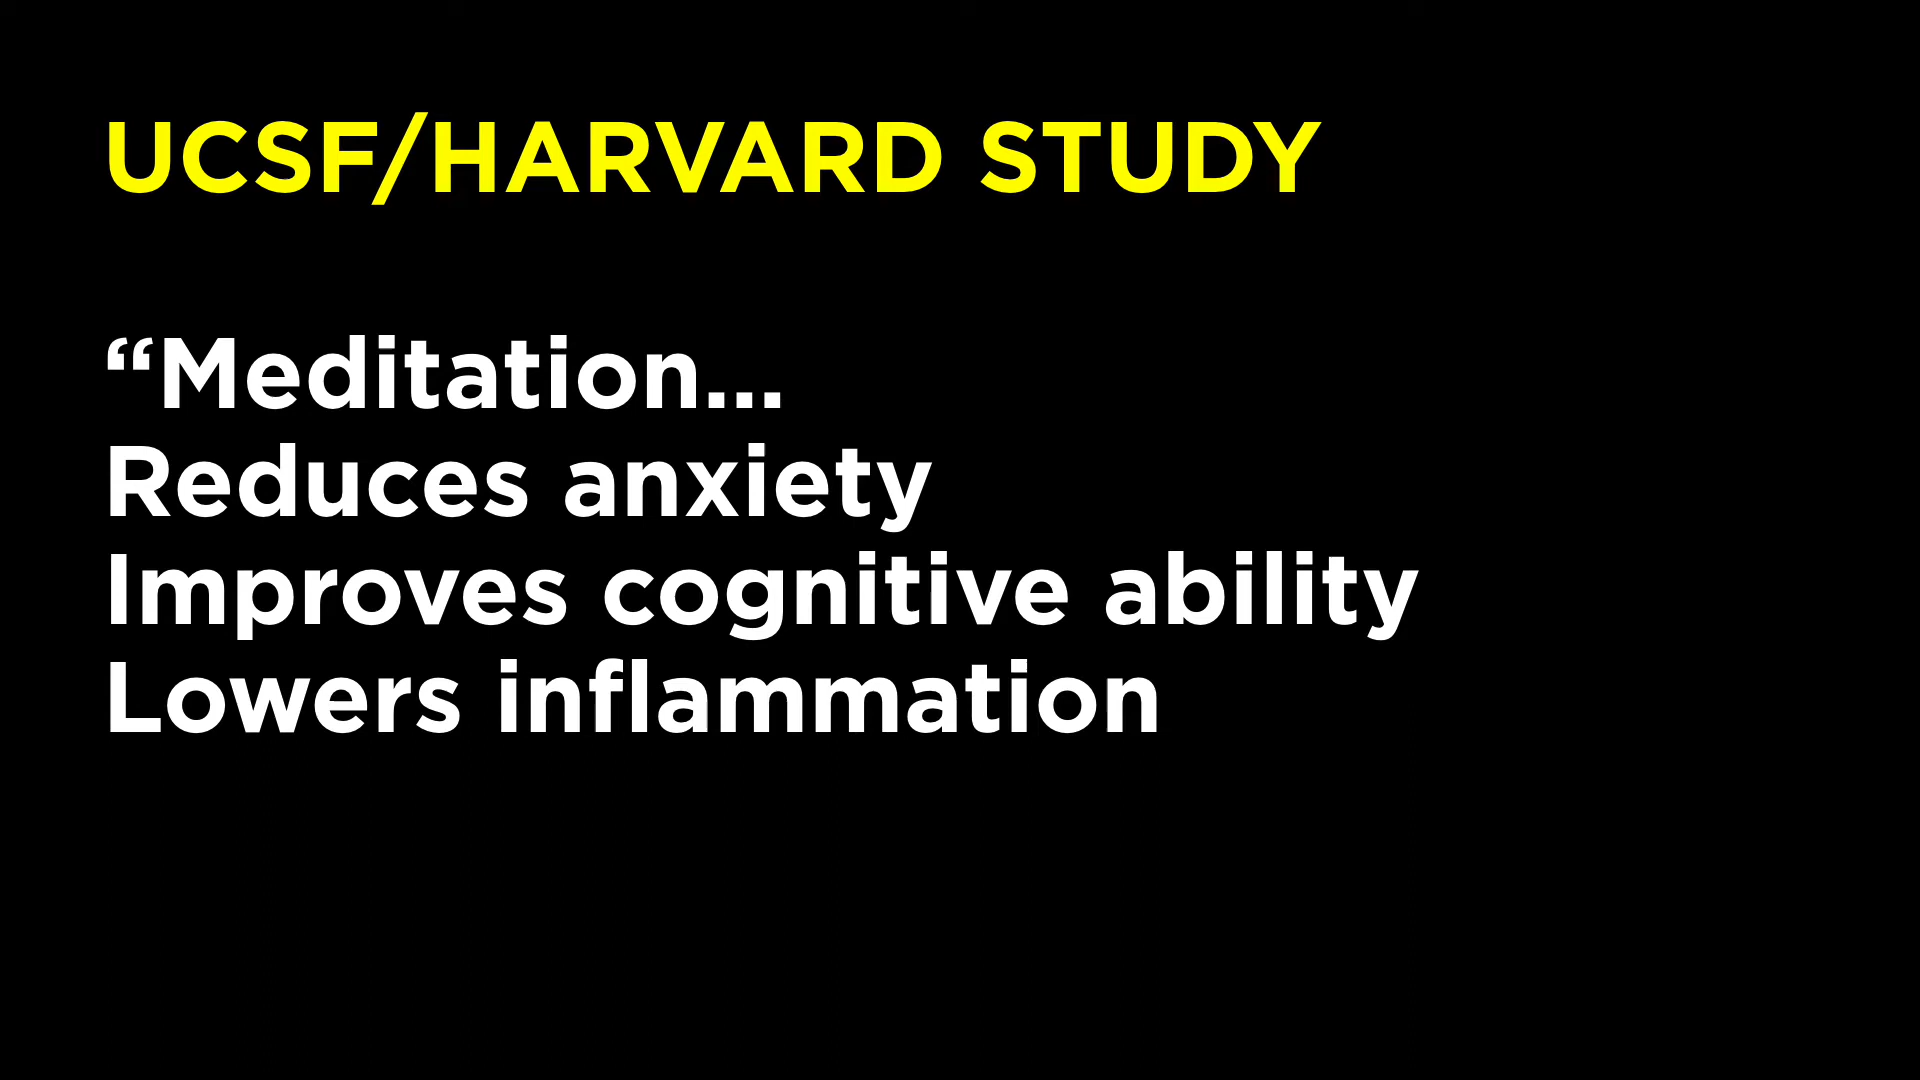 UCSF/HARVARD STUDY
“Meditation...
Reduces anxiety
Improves cognitive ability
Lowers inflammation